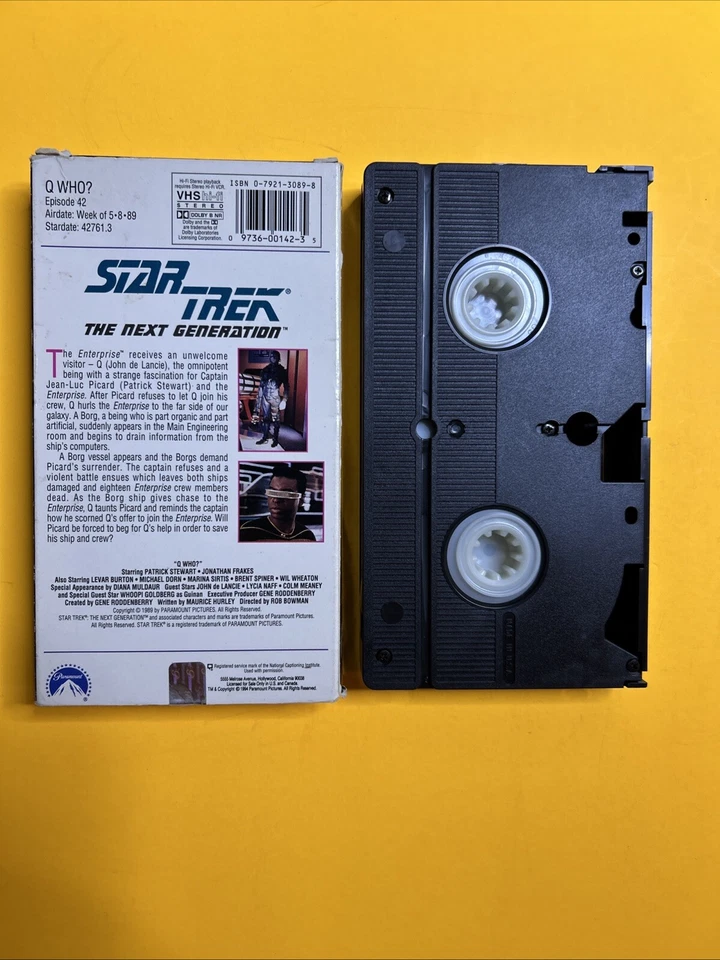 Q WHO?
Episode 42
Airdate: Week of 5•8•89
Stardate: 42761.3
Hi-Fi Stereo playback
requires Stereo Hi-Fi VCR.
VHS hi-fi
STEREO
DOLBY B NR
Dolby and the
are trademarks of
Dolby Laboratories
Licensing Corporation.
ISBN 0-7921-3089-8
0 9736-00142-3 5
STAR
TREK®
THE NEXT GENERATION™
The Enterprise™ receives an unwelcome
visitor – Q (John de Lancie), the omnipotent
being with a strange fascination for Captain
Jean-Luc Picard (Patrick Stewart) and the
Enterprise. After Picard refuses to let Q join his
crew, Q hurls the Enterprise to the far side of our
galaxy. A Borg, a being who is part organic and part
artificial, suddenly appears in the Main Engineering
room and begins to drain information from the
ship's computers.
A Borg vessel appears and the Borgs demand
Picard's surrender. The captain refuses and a
violent battle ensues which leaves both ships
damaged and eighteen Enterprise crew members
dead. As the Borg ship gives chase to the
Enterprise, Q taunts Picard and reminds the captain
how he scorned Q's offer to join the Enterprise. Will
Picard be forced to beg for Q's help in order to save
his ship and crew?
"Q WHO?"
Starring PATRICK STEWART • JONATHAN FRAKES
Also Starring LEVAR BURTON • MICHAEL DORN • MARINA SIRTIS • BRENT SPINER • WIL WHEATON
Special Appearance by DIANA MULDAUR Guest Stars JOHN de LANCIE • LYCIA NAFF • COLM MEANEY
and Special Guest Star WHOOPI GOLDBERG as Guinan Executive Producer GENE RODDENBERRY
Created by GENE RODDENBERRY Written by MAURICE HURLEY Directed by ROB BOWMAN
Copyright © 1989 by PARAMOUNT PICTURES. All Rights Reserved.
STAR TREK®: THE NEXT GENERATION™ and associated characters and marks are trademarks of Paramount Pictures.
All Rights Reserved. STAR TREK® is a registered trademark of PARAMOUNT PICTURES.
Paramount
Registered service mark of the National Captioning Institute.
Used with permission.
5555 Melrose Avenue, Hollywood, California 90038
Licensed for Sale Only in U.S. and Canada.
TM & Copyright © 1994 Paramount Pictures. All Rights Reserved.